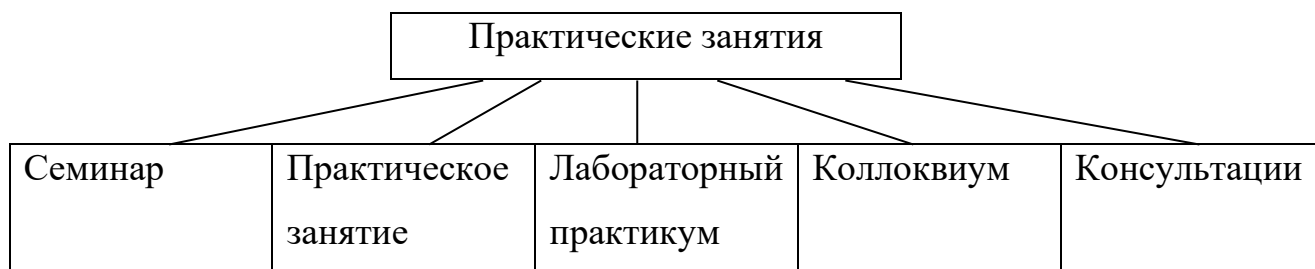 Практические занятия
Семинар
Практическое
занятие
Лабораторный
практикум
Коллоквиум
Консультации